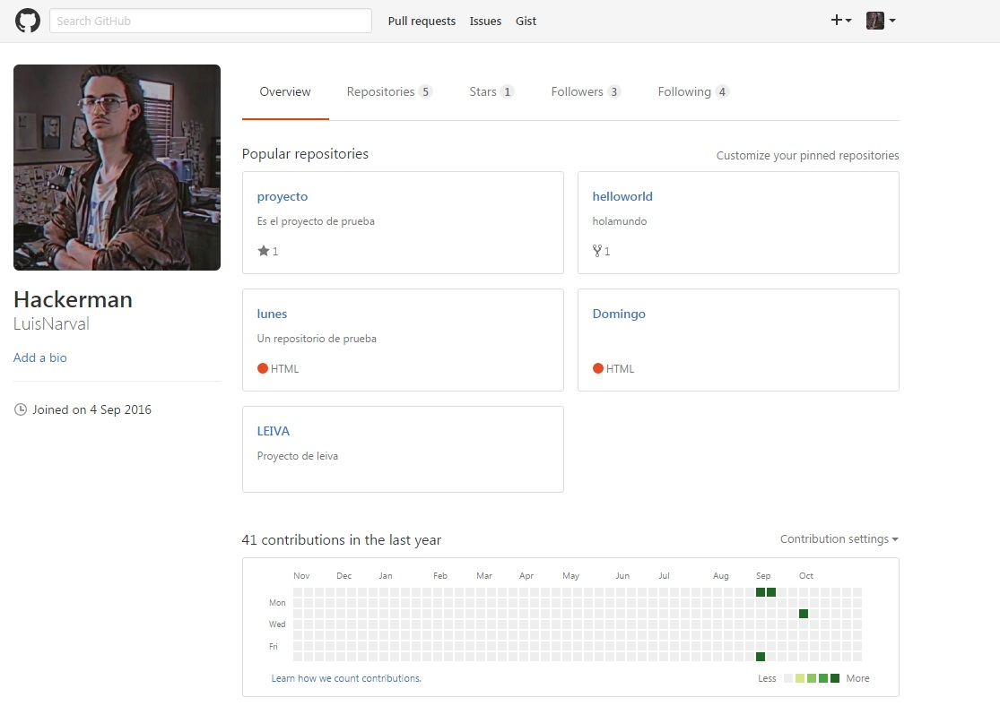 Search GitHub
Pull requests Issues Gist
Overview Repositories 5 Stars 1 Followers 3 Following 4
Hackerman
LuisNarval
Add a bio
Joined on 4 Sep 2016
Popular repositories
Customize your pinned repositories
proyecto
Es el proyecto de prueba
1
helloworld
holamundo
1
lunes
Un repositorio de prueba
HTML
Domingo
HTML
LEIVA
Proyecto de leiva
41 contributions in the last year
Contribution settings
Nov Dec Jan Feb Mar Apr May Jun Jul Aug Sep Oct
Mon
Wed
Fri
Learn how we count contributions.
Less More